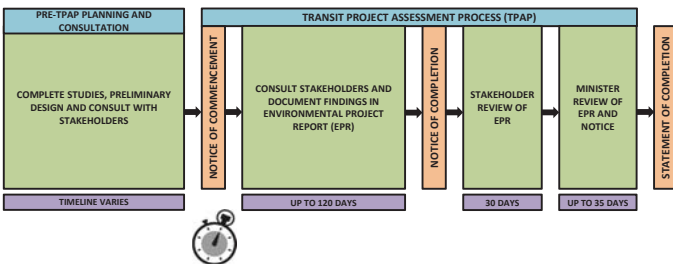 PRE-TPAP PLANNING AND
CONSULTATION
TRANSIT PROJECT ASSESSMENT PROCESS (TPAP)
COMPLETE STUDIES, PRELIMINARY
DESIGN AND CONSULT WITH
STAKEHOLDERS
NOTICE OF COMMENCEMENT
CONSULT STAKEHOLDERS AND
DOCUMENT FINDINGS IN
ENVIRONMENTAL PROJECT
REPORT (EPR)
NOTICE OF COMPLETION
STAKEHOLDER
REVIEW OF
EPR
MINISTER
REVIEW OF
EPR AND
NOTICE
STATEMENT OF COMPLETION
TIMELINE VARIES
UP TO 120 DAYS
30 DAYS
UP TO 35 DAYS